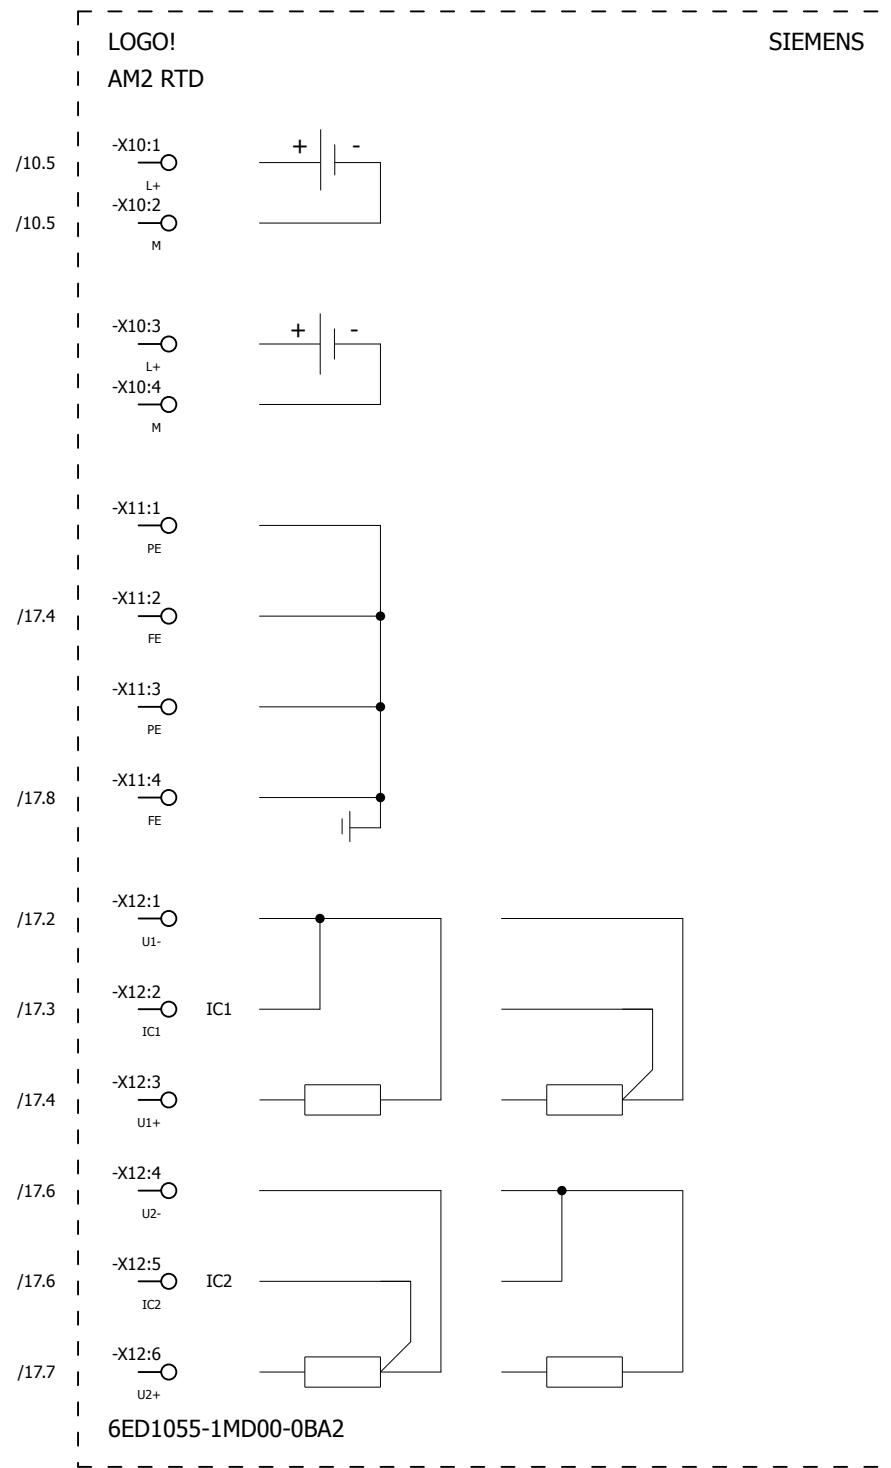 LOGO! SIEMENS
AM2 RTD
-X10:1 + -
/10.5
L+
-X10:2
/10.5
M
-X10:3 + -
L+
-X10:4
M
-X11:1
PE
-X11:2
/17.4
FE
-X11:3
PE
-X11:4
/17.8
FE
-X12:1
/17.2
U1-
-X12:2
/17.3 IC1
IC1
-X12:3
/17.4
U1+
-X12:4
/17.6
U2-
-X12:5
/17.6 IC2
IC2
-X12:6
/17.7
U2+
6ED1055-1MD00-0BA2